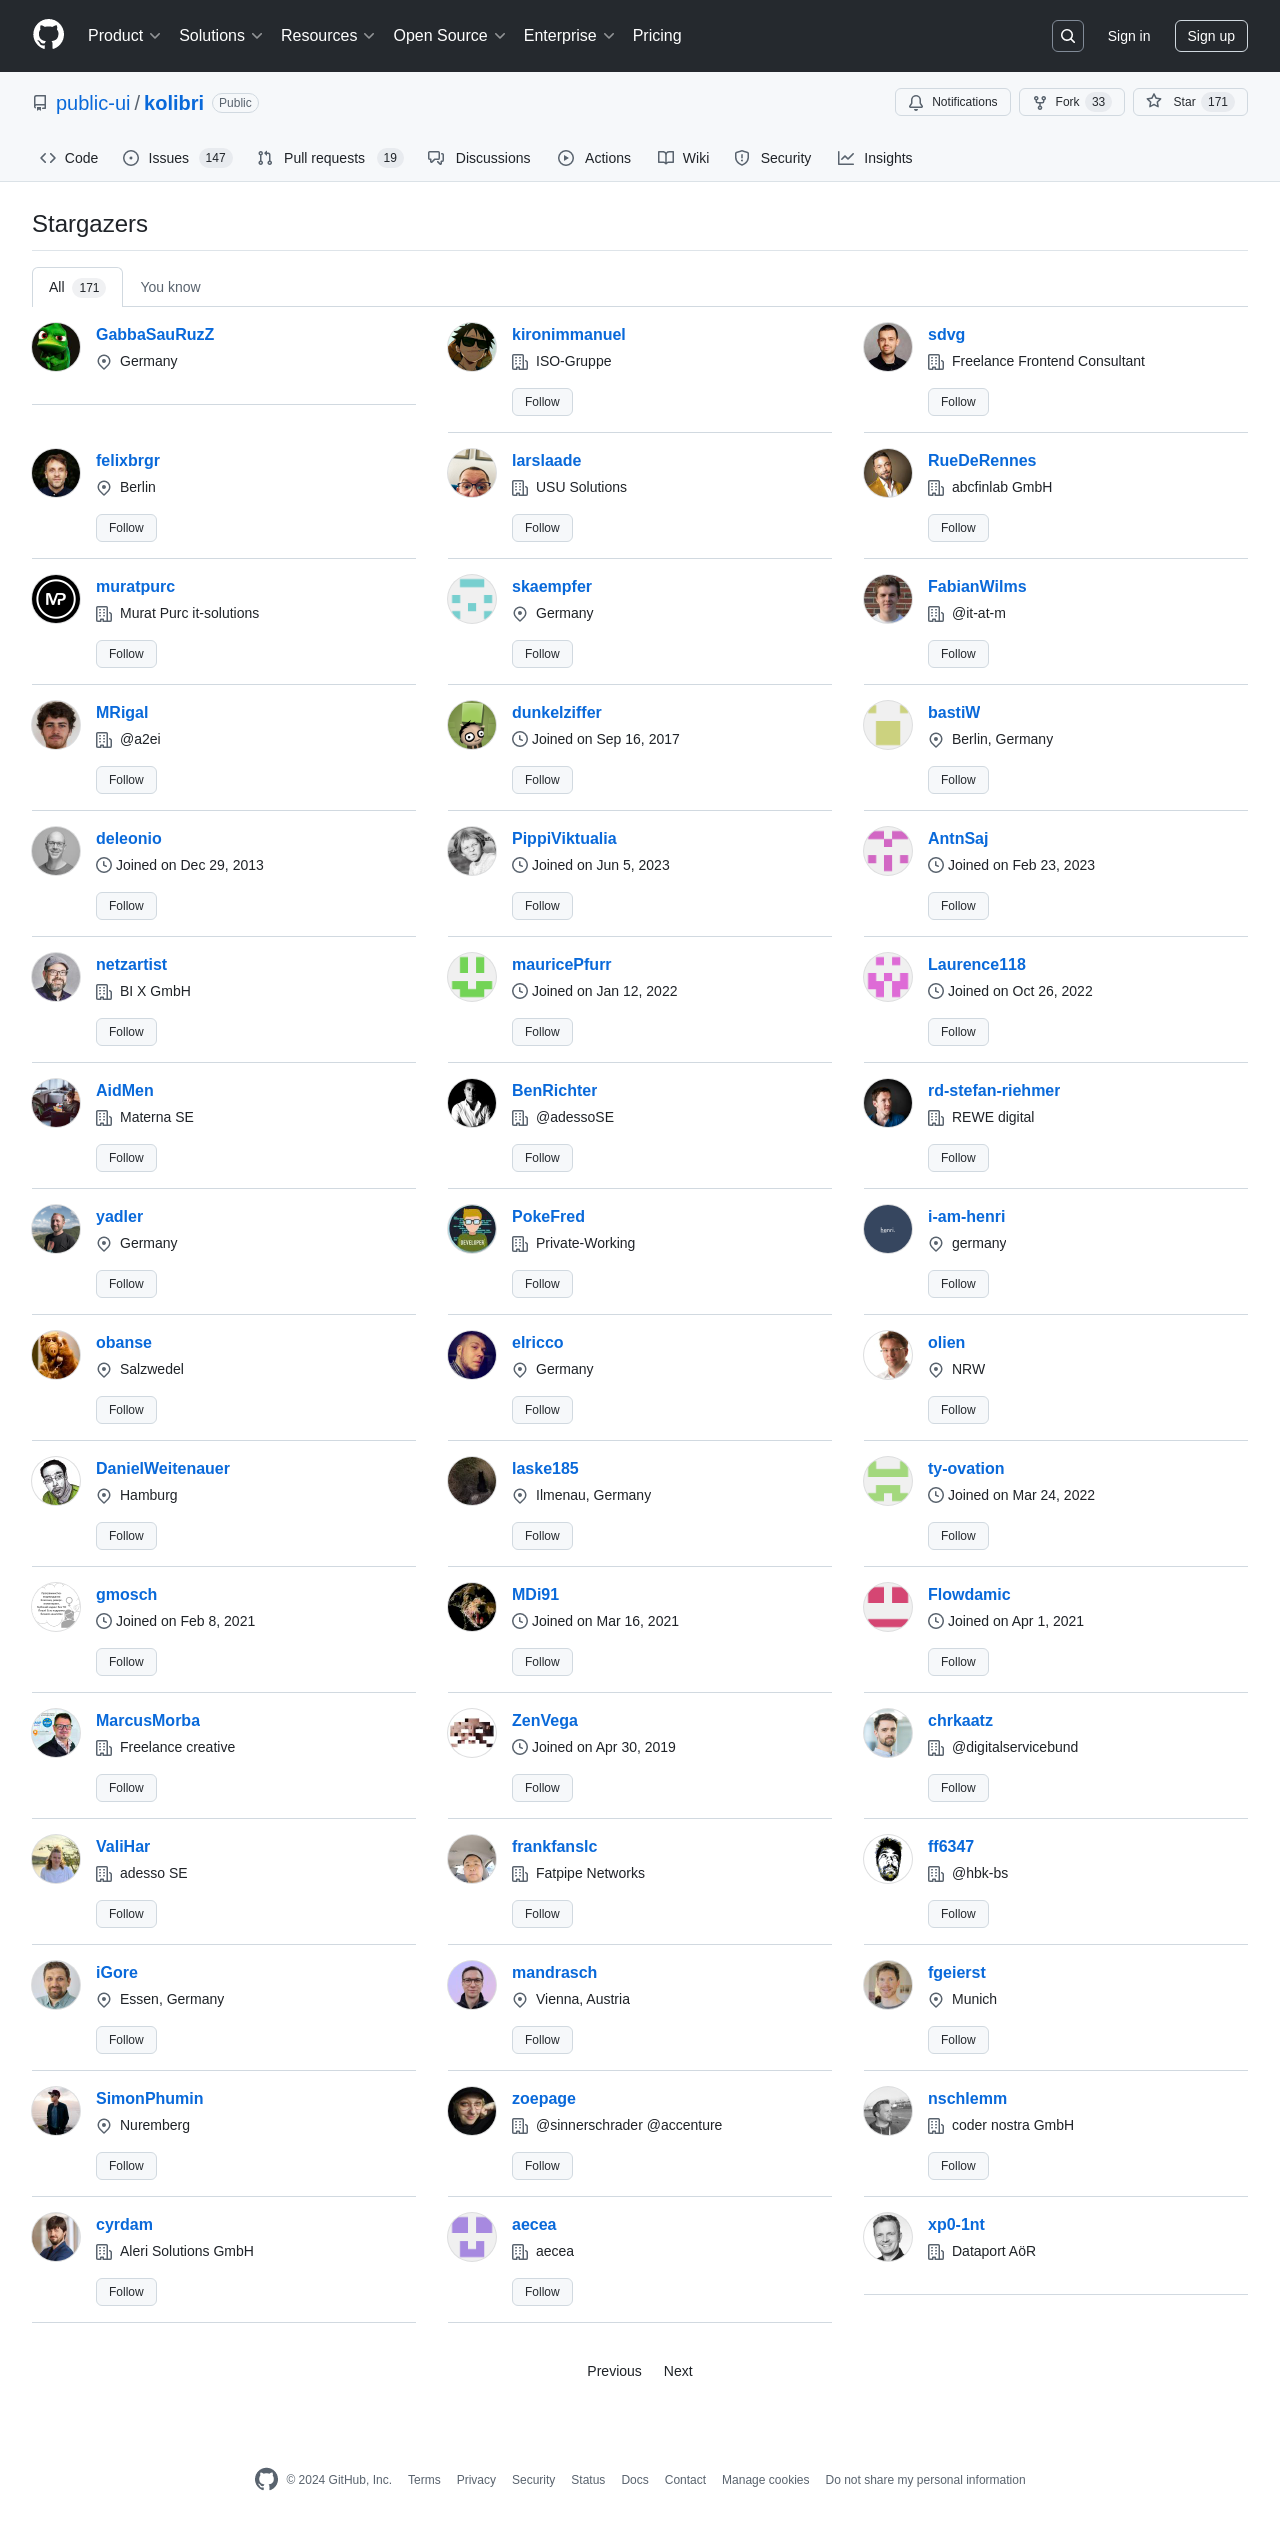 Product Solutions Resources Open Source Enterprise Pricing Sign in Sign up
public-ui / kolibri Public Notifications Fork 33 Star 171
Code Issues 147 Pull requests 19 Discussions Actions Wiki Security Insights
Stargazers
All 171 You know
GabbaSauRuzZ kironimmanuel sdvg
Germany ISO-Gruppe Freelance Frontend Consultant
Follow Follow
felixbrgr larslaade RueDeRennes
Berlin USU Solutions abcfinlab GmbH
Follow Follow Follow
muratpurc skaempfer FabianWilms
Murat Purc it-solutions Germany @it-at-m
Follow Follow Follow
MRigal dunkelziffer bastiW
@a2ei Joined on Sep 16, 2017 Berlin, Germany
Follow Follow Follow
deleonio PippiViktualia AntnSaj
Joined on Dec 29, 2013 Joined on Jun 5, 2023 Joined on Feb 23, 2023
Follow Follow Follow
netzartist mauricePfurr Laurence118
BI X GmbH Joined on Jan 12, 2022 Joined on Oct 26, 2022
Follow Follow Follow
AidMen BenRichter rd-stefan-riehmer
Materna SE @adessoSE REWE digital
Follow Follow Follow
yadler PokeFred i-am-henri
Germany Private-Working germany
Follow Follow Follow
obanse elricco olien
Salzwedel Germany NRW
Follow Follow Follow
DanielWeitenauer laske185 ty-ovation
Hamburg Ilmenau, Germany Joined on Mar 24, 2022
Follow Follow Follow
gmosch MDi91 Flowdamic
Joined on Feb 8, 2021 Joined on Mar 16, 2021 Joined on Apr 1, 2021
Follow Follow Follow
MarcusMorba ZenVega chrkaatz
Freelance creative Joined on Apr 30, 2019 @digitalservicebund
Follow Follow Follow
ValiHar frankfanslc ff6347
adesso SE Fatpipe Networks @hbk-bs
Follow Follow Follow
iGore mandrasch fgeierst
Essen, Germany Vienna, Austria Munich
Follow Follow Follow
SimonPhumin zoepage nschlemm
Nuremberg @sinnerschrader @accenture coder nostra GmbH
Follow Follow Follow
cyrdam aecea xp0-1nt
Aleri Solutions GmbH aecea Dataport AöR
Follow Follow
Previous Next
© 2024 GitHub, Inc. Terms Privacy Security Status Docs Contact Manage cookies Do not share my personal information